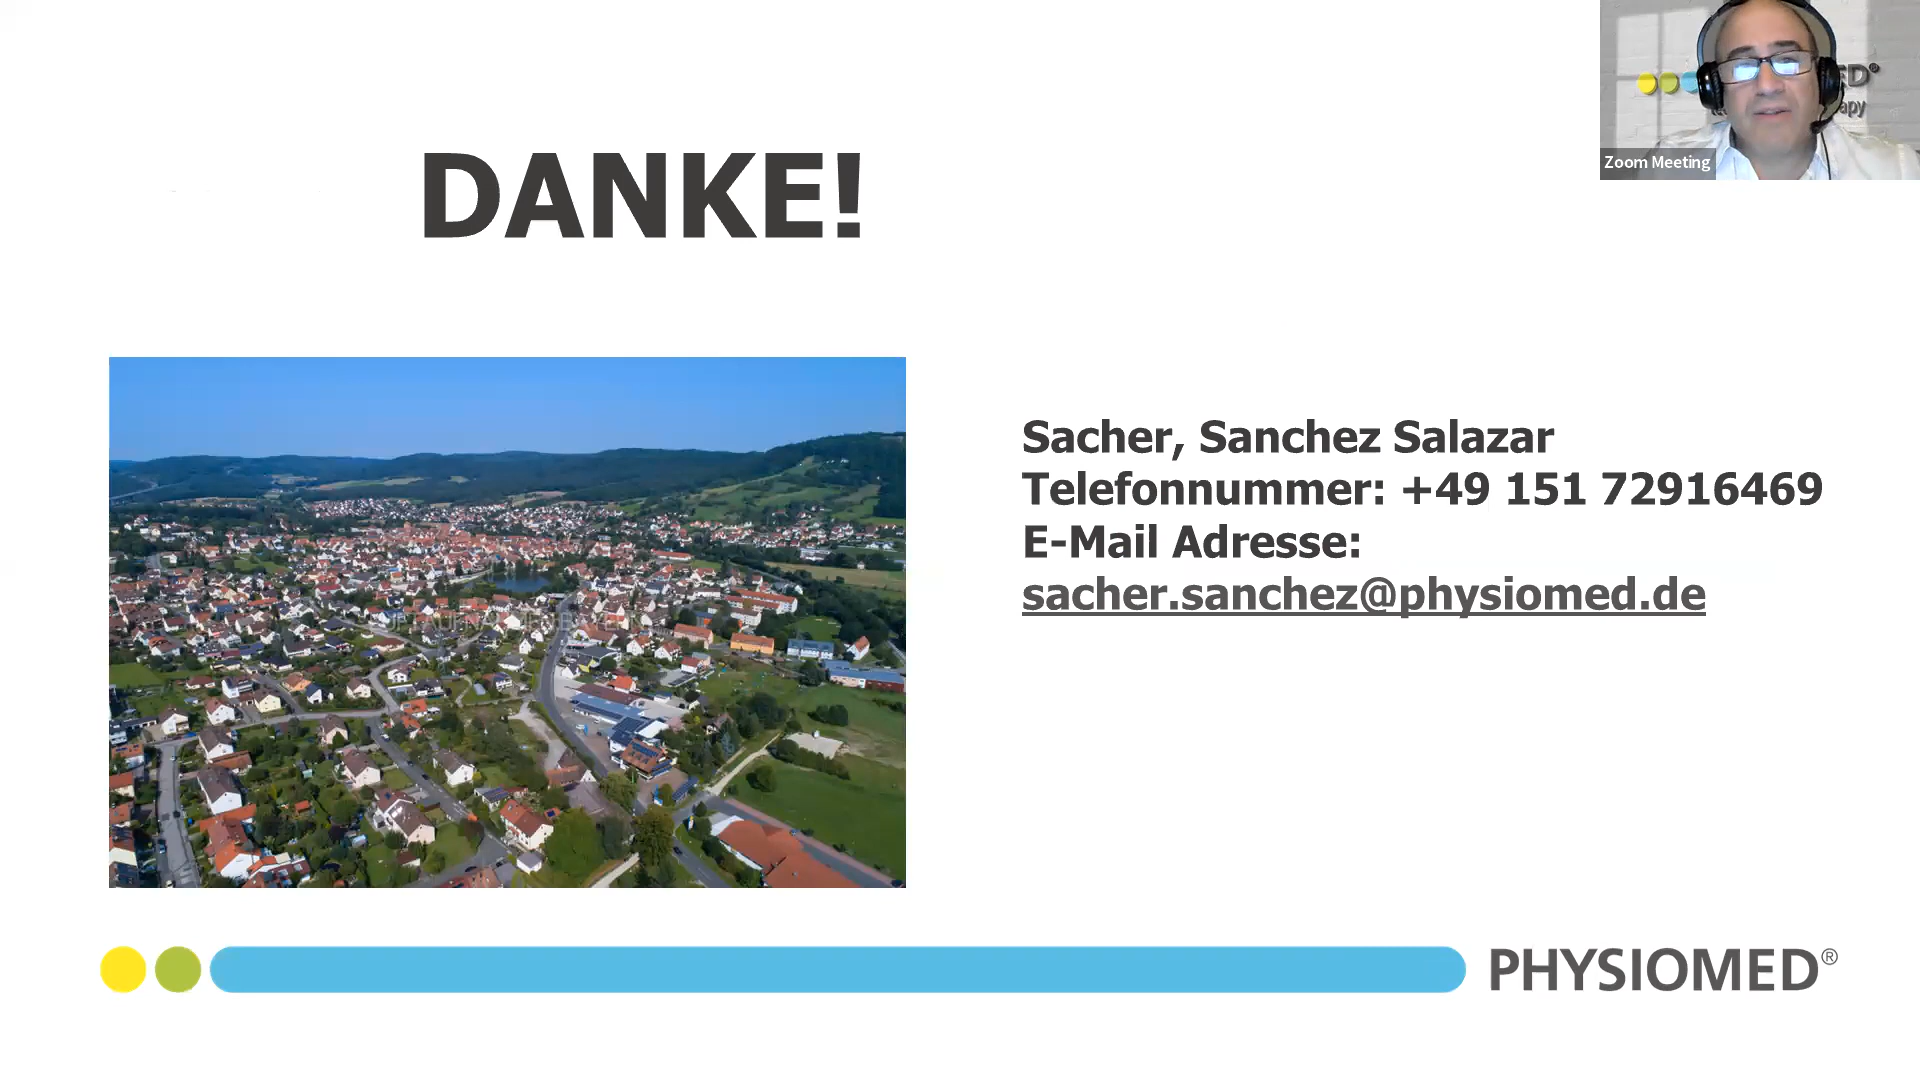 DANKE!
Zoom Meeting
Sacher, Sanchez Salazar
Telefonnummer: +49 151 72916469
E-Mail Adresse:
sacher.sanchez@physiomed.de
PHYSIOMED®